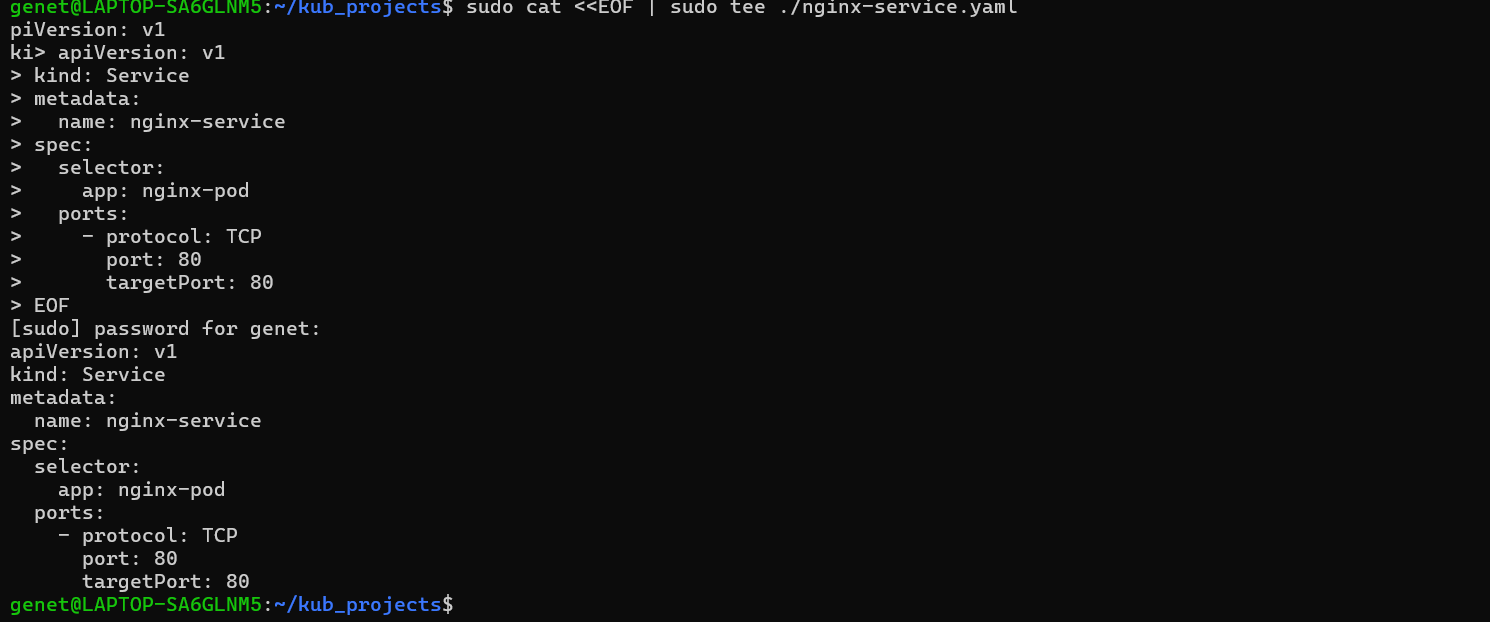 genet@LAPTOP-SA6GLNM5:~/kub_projects$ sudo cat <<EOF | sudo tee ./nginx-service.yaml
piVersion: v1
ki> apiVersion: v1
> kind: Service
> metadata:
>   name: nginx-service
> spec:
>   selector:
>     app: nginx-pod
>   ports:
>     - protocol: TCP
>       port: 80
>       targetPort: 80
> EOF
[sudo] password for genet:
apiVersion: v1
kind: Service
metadata:
  name: nginx-service
spec:
  selector:
    app: nginx-pod
  ports:
    - protocol: TCP
      port: 80
      targetPort: 80
genet@LAPTOP-SA6GLNM5:~/kub_projects$